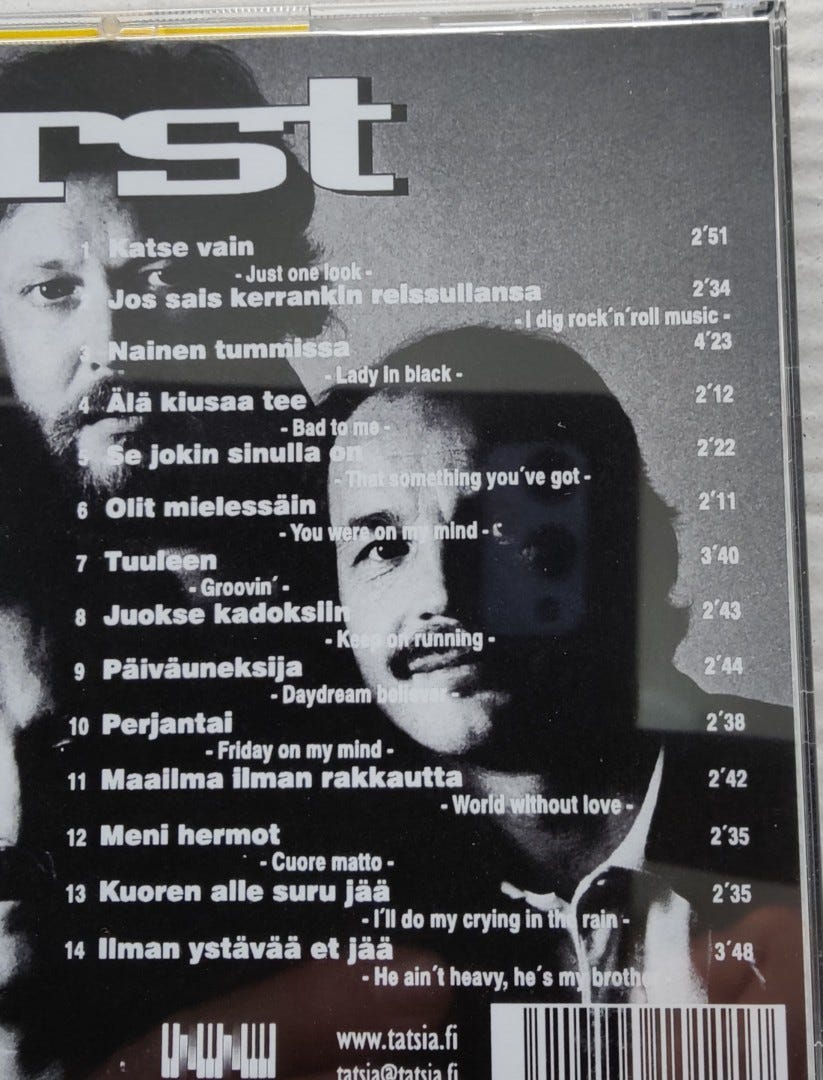 rst
1 Katse vain 2´51
- Just one look -
Jos sais kerrankin reissullansa 2´34
- I dig rock´n´roll music -
3 Nainen tummissa 4´23
- Lady in black -
4 Älä kiusaa tee 2´12
- Bad to me -
5 Se jokin sinulla on 2´22
- That something you´ve got -
6 Olit mielessäin 2´11
- You were on my mind -
7 Tuuleen 3´40
- Groovin´ -
8 Juokse kadoksiin 2´43
- Keep on running -
9 Päiväuneksija 2´44
- Daydream believer -
10 Perjantai 2´38
- Friday on my mind -
11 Maailma ilman rakkautta 2´42
- World without love -
12 Meni hermot 2´35
- Cuore matto -
13 Kuoren alle suru jää 2´35
- I´ll do my crying in the rain -
14 Ilman ystävää et jää 3´48
- He ain´t heavy, he´s my broth
www.tatsia.fi
tatsia@tatsia.fi